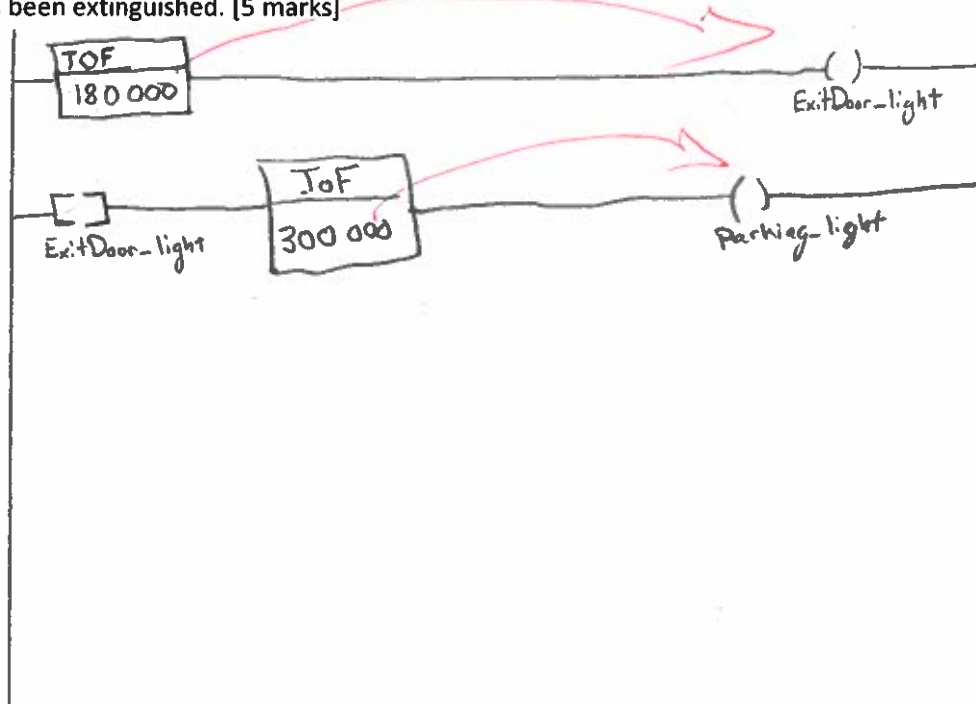 been extinguished. [5 marks]
TOF
180 000
ExitDoor_light
ToF
300 000
ExitDoor_light
parking_light